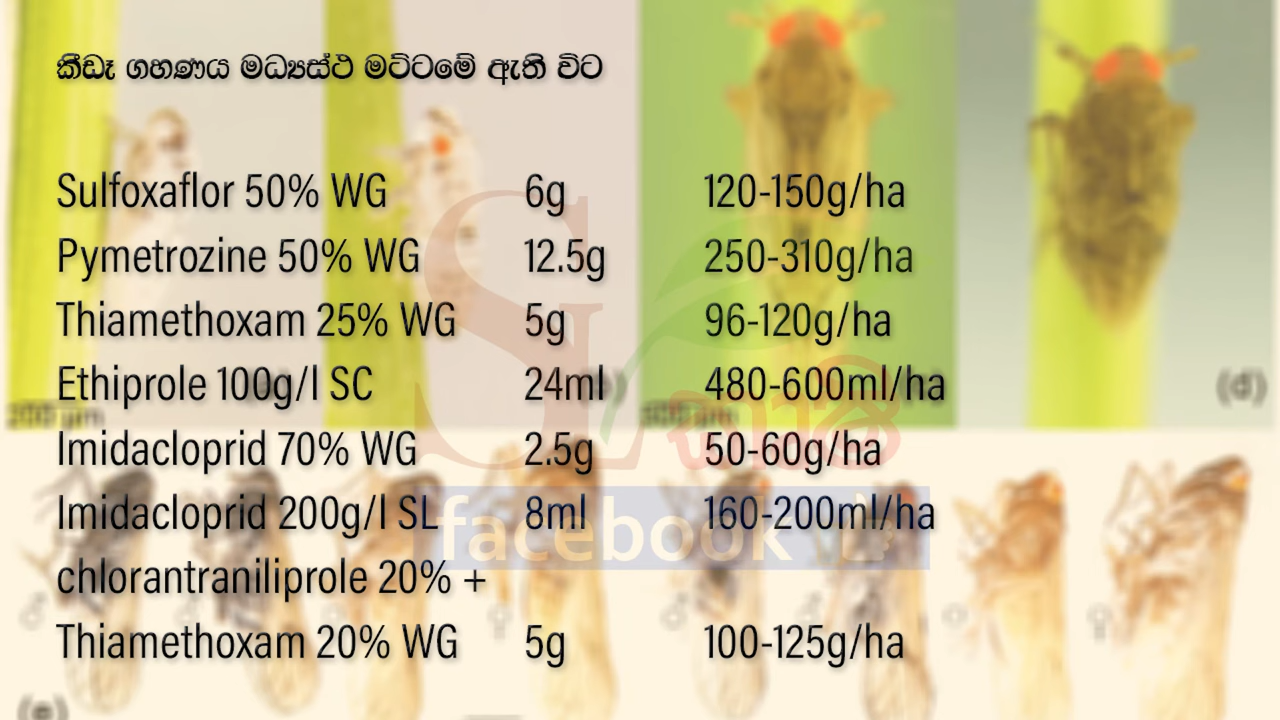 කීඩෑ ගහණය මධ්‍යස්ථ මට්ටමේ ඇති විට
Sulfoxaflor 50% WG 6g 120-150g/ha
Pymetrozine 50% WG 12.5g 250-310g/ha
Thiamethoxam 25% WG 5g 96-120g/ha
Ethiprole 100g/l SC 24ml 480-600ml/ha
(d)
Imidacloprid 70% WG 2.5g 50-60g/ha
Imidacloprid 200g/l SL 8ml 160-200ml/ha
facebook
chlorantraniliprole 20% +
Thiamethoxam 20% WG 5g 100-125g/ha
(e)